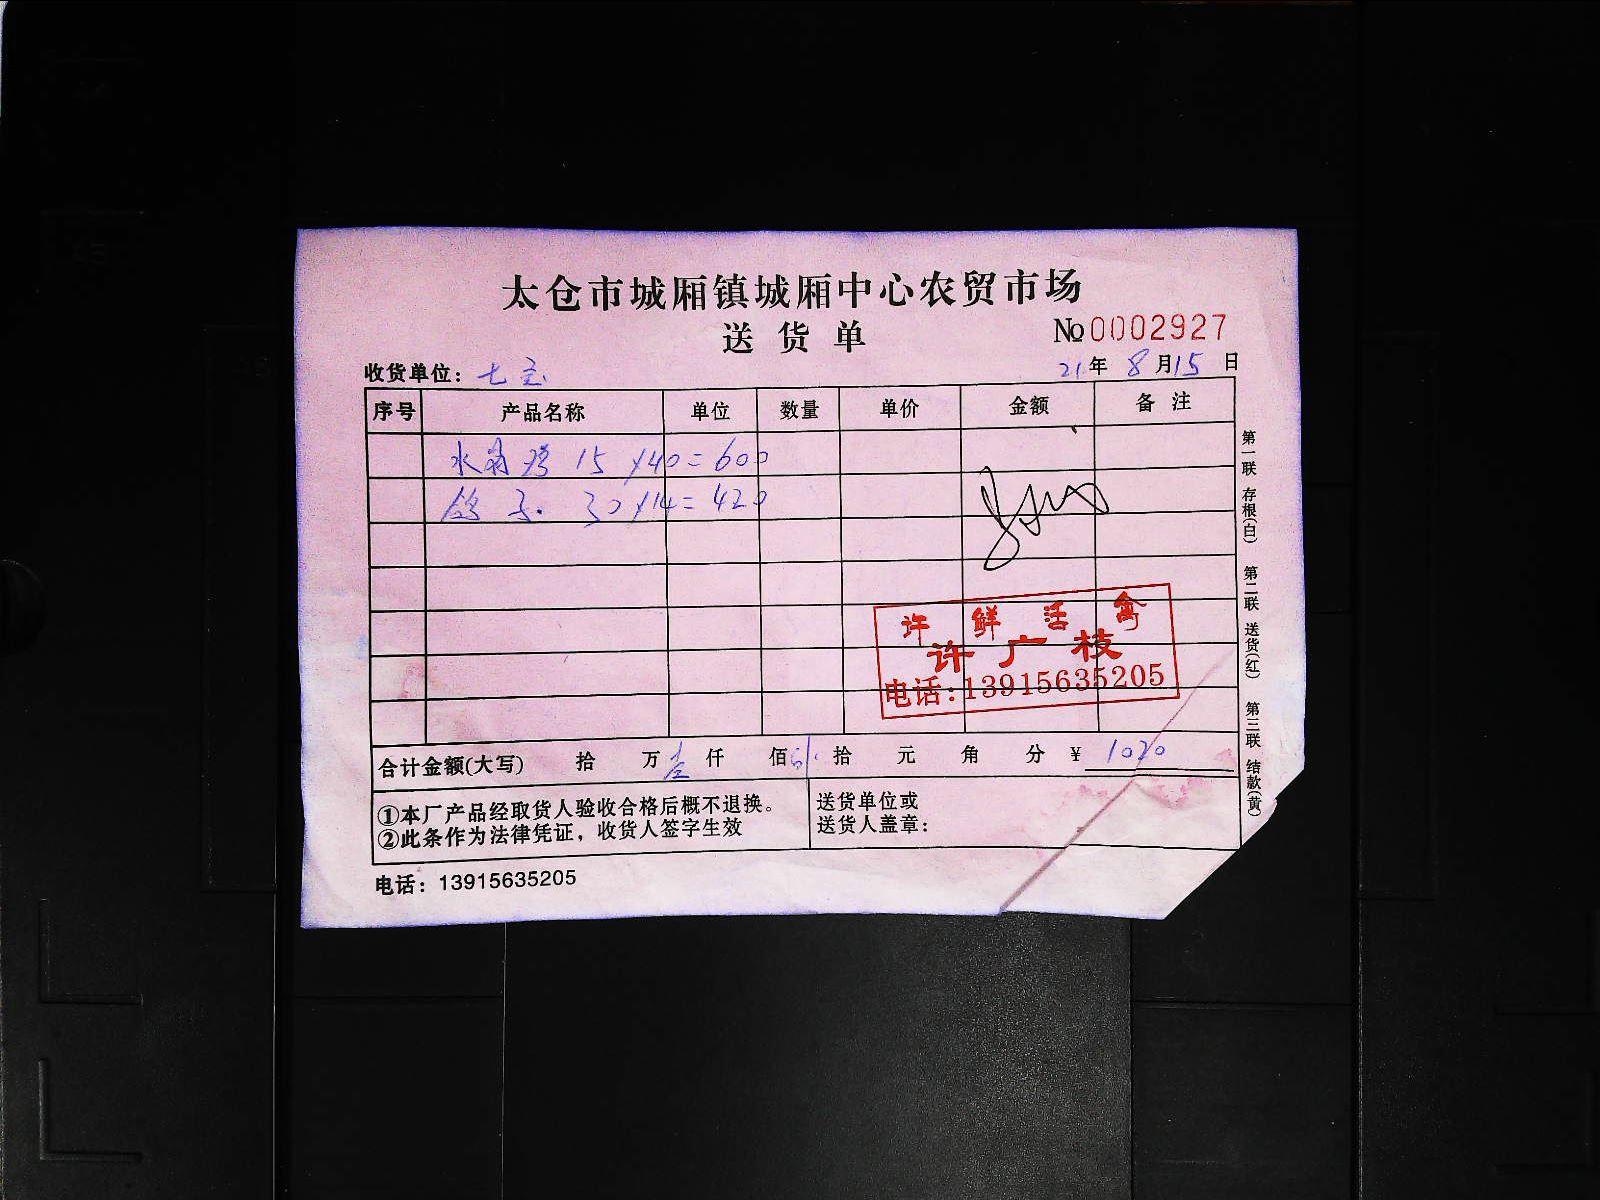 太仓市城厢镇城厢中心农贸市场
送货单
№0002927
收货单位：七宝
21年8月15日
序号 产品名称 单位 数量 单价 金额 备注
水 鸡 15×40=600
鸽子. 30×14=420
许鲜活禽
许广枝
电话:13915635205
合计金额(大写) 拾 万壹仟 佰 拾 元 角 分 ¥1020
①本厂产品经取货人验收合格后概不退换。
②此条作为法律凭证，收货人签字生效
送货单位或
送货人盖章：
电话：13915635205
第一联 存根(白) 第二联 送货(红) 第三联 结款(黄)